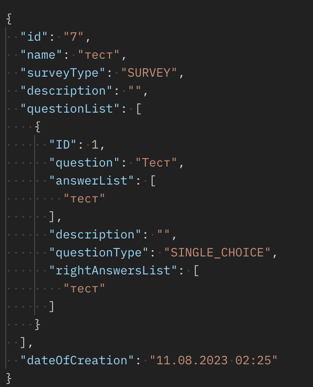 {
"id": "7",
"name": "тест",
"surveyType": "SURVEY",
"description": "",
"questionList": [
{
"ID": 1,
"question": "Тест",
"answerList": [
"тест"
],
"description": "",
"questionType": "SINGLE_CHOICE",
"rightAnswersList": [
"тест"
]
}
],
"dateOfCreation": "11.08.2023 02:25"
}